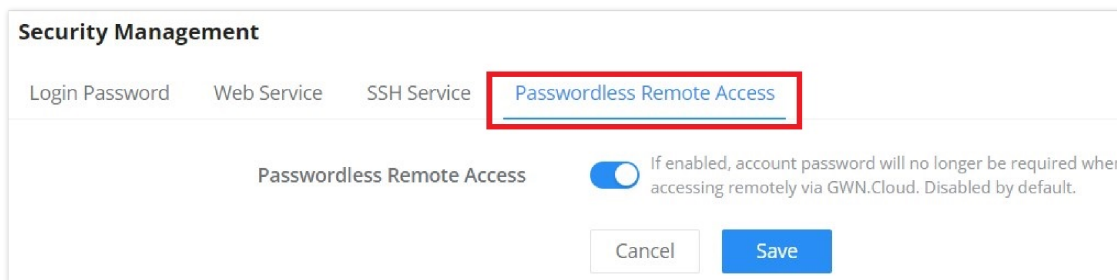 Security Management
Login Password Web Service SSH Service Passwordless Remote Access
Passwordless Remote Access
If enabled, account password will no longer be required when
accessing remotely via GWN.Cloud. Disabled by default.
Cancel Save